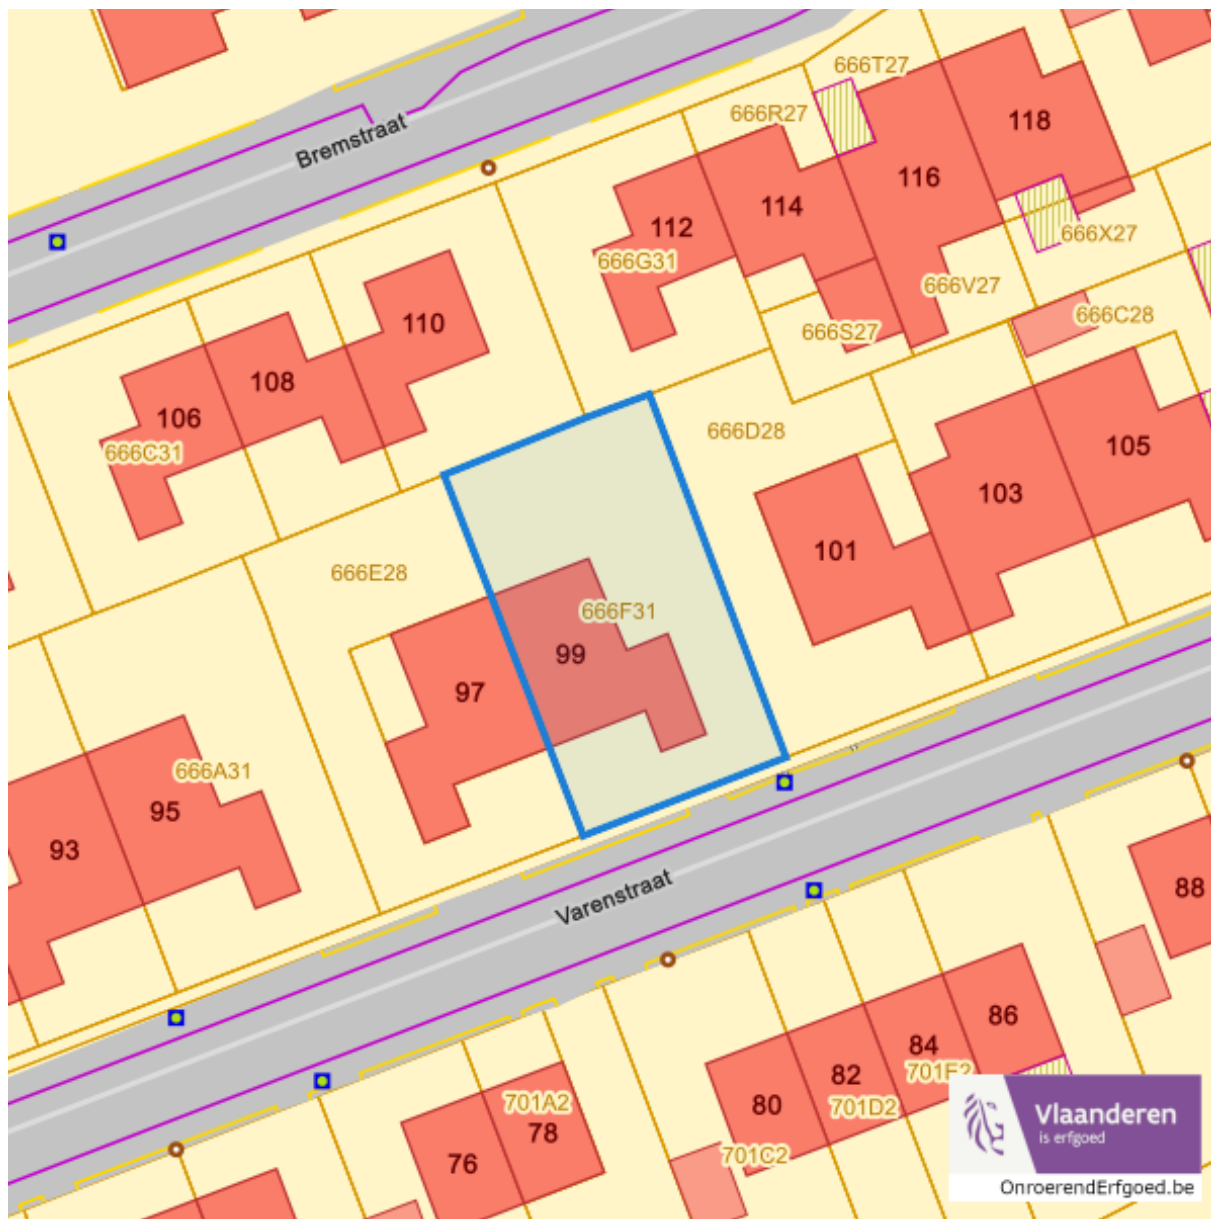 666T27
666R27
118
Bremstraat
116
114
112
666X27
666G31
666V27
666C28
110
666S27
108
106
666D28
105
666C31
103
101
666E28
666F31
99
97
666A31
95
93
Varenstraat
88
86
84
82
701E2
80
701A2
701D2
78
701C2
76
Vlaanderen
is erfgoed
OnroerendErfgoed.be